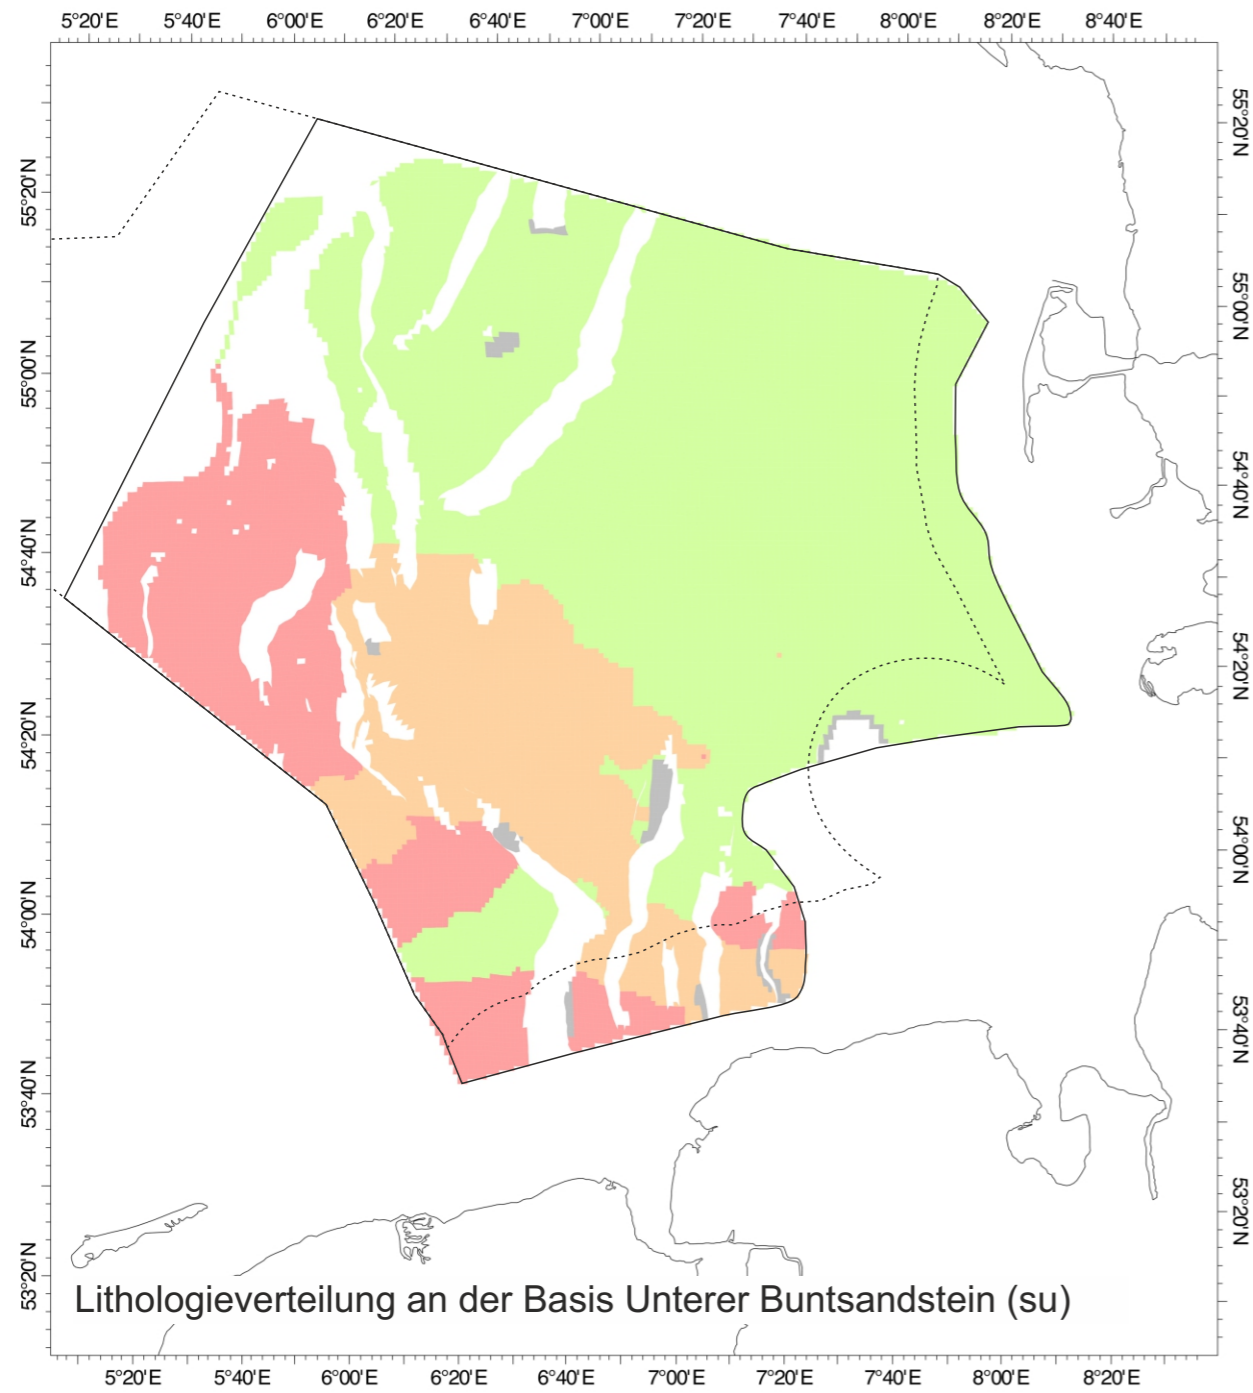 5°20'E 5°40'E 6°00'E 6°20'E 6°40'E 7°00'E 7°20'E 7°40'E 8°00'E 8°20'E 8°40'E
55°20'N
55°00'N
54°40'N
54°20'N
54°00'N
53°40'N
53°20'N
55°20'N
55°00'N
54°40'N
54°20'N
54°00'N
53°40'N
53°20'N
Lithologieverteilung an der Basis Unterer Buntsandstein (su)
5°20'E 5°40'E 6°00'E 6°20'E 6°40'E 7°00'E 7°20'E 7°40'E 8°00'E 8°20'E